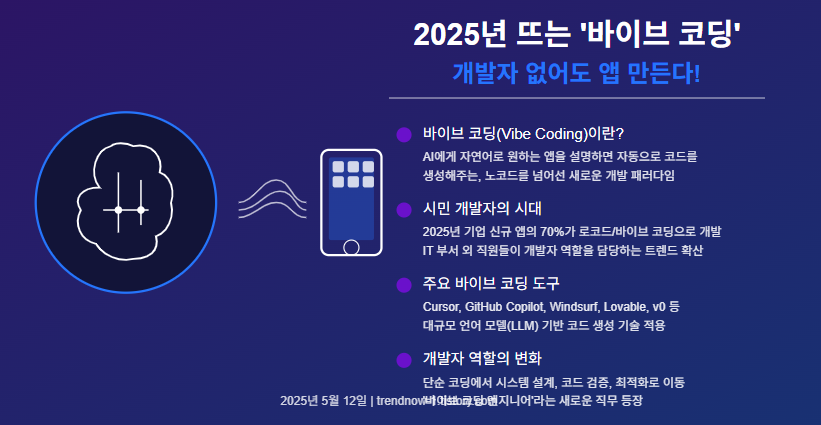 2025년 뜨는 '바이브 코딩'
개발자 없어도 앱 만든다!
바이브 코딩(Vibe Coding)이란?
AI에게 자연어로 원하는 앱을 설명하면 자동으로 코드를
생성해주는, 노코드를 넘어선 새로운 개발 패러다임
시민 개발자의 시대
2025년 기업 신규 앱의 70%가 로코드/바이브 코딩으로 개발
IT 부서 외 직원들이 개발자 역할을 담당하는 트렌드 확산
주요 바이브 코딩 도구
Cursor, GitHub Copilot, Windsurf, Lovable, v0 등
대규모 언어 모델(LLM) 기반 코드 생성 기술 적용
개발자 역할의 변화
단순 코딩에서 시스템 설계, 코드 검증, 최적화로 이동
'바이브 코딩 엔지니어'라는 새로운 직무 등장
2025년 5월 12일 |